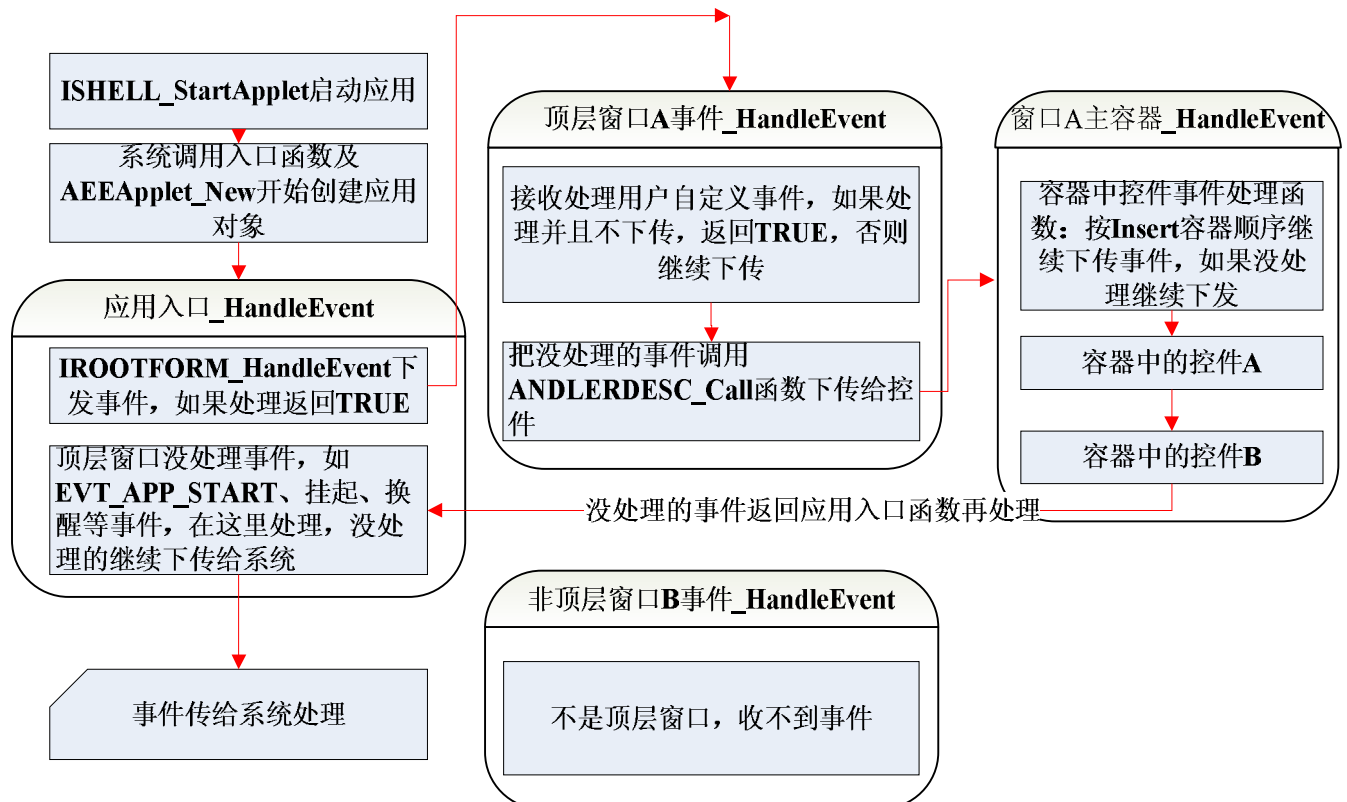 ISHELL_StartApplet启动应用
系统调用入口函数及
AEEApplet_New开始创建应用
对象
应用入口_HandleEvent
IROOTFORM_HandleEvent下
发事件，如果处理返回TRUE
顶层窗口没处理事件，如
EVT_APP_START、挂起、换
醒等事件，在这里处理，没处
理的继续下传给系统
事件传给系统处理
顶层窗口A事件_HandleEvent
接收处理用户自定义事件，如果处
理并且不下传，返回TRUE，否则
继续下传
把没处理的事件调用
ANDLERDESC_Call函数下传给控
件
窗口A主容器_HandleEvent
容器中控件事件处理函
数：按Insert容器顺序继
续下传事件，如果没处
理继续下发
容器中的控件A
容器中的控件B
没处理的事件返回应用入口函数再处理
非顶层窗口B事件_HandleEvent
不是顶层窗口，收不到事件